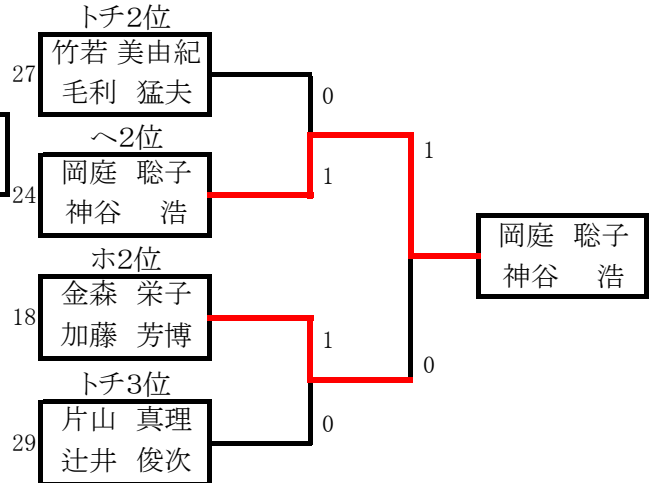 トチ2位
27
竹若 美由紀
毛利 猛夫
0
へ2位
1
1
24
岡庭 聡子
神谷 浩
岡庭 聡子
神谷 浩
ホ2位
18
金森 栄子
加藤 芳博
1
0
トチ3位
0
29
片山 真理
辻井 俊次